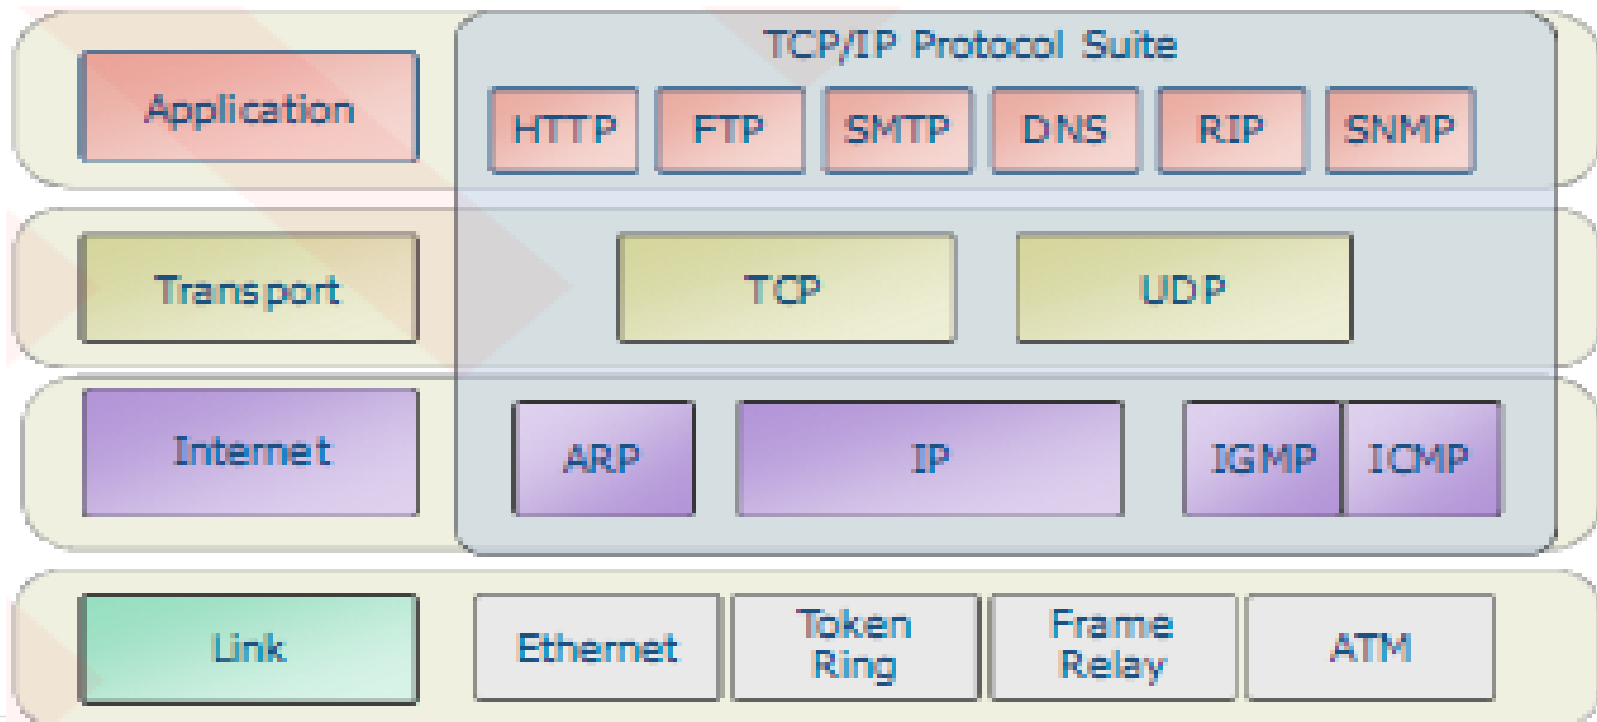 TCP/IP Protocol Suite
Application
HTTP
FTP
SMTP
DNS
RIP
SNMP
Transport
TCP
UDP
Internet
ARP
IP
IGMP
ICMP
Link
Ethernet
Token
Ring
Frame
Relay
ATM